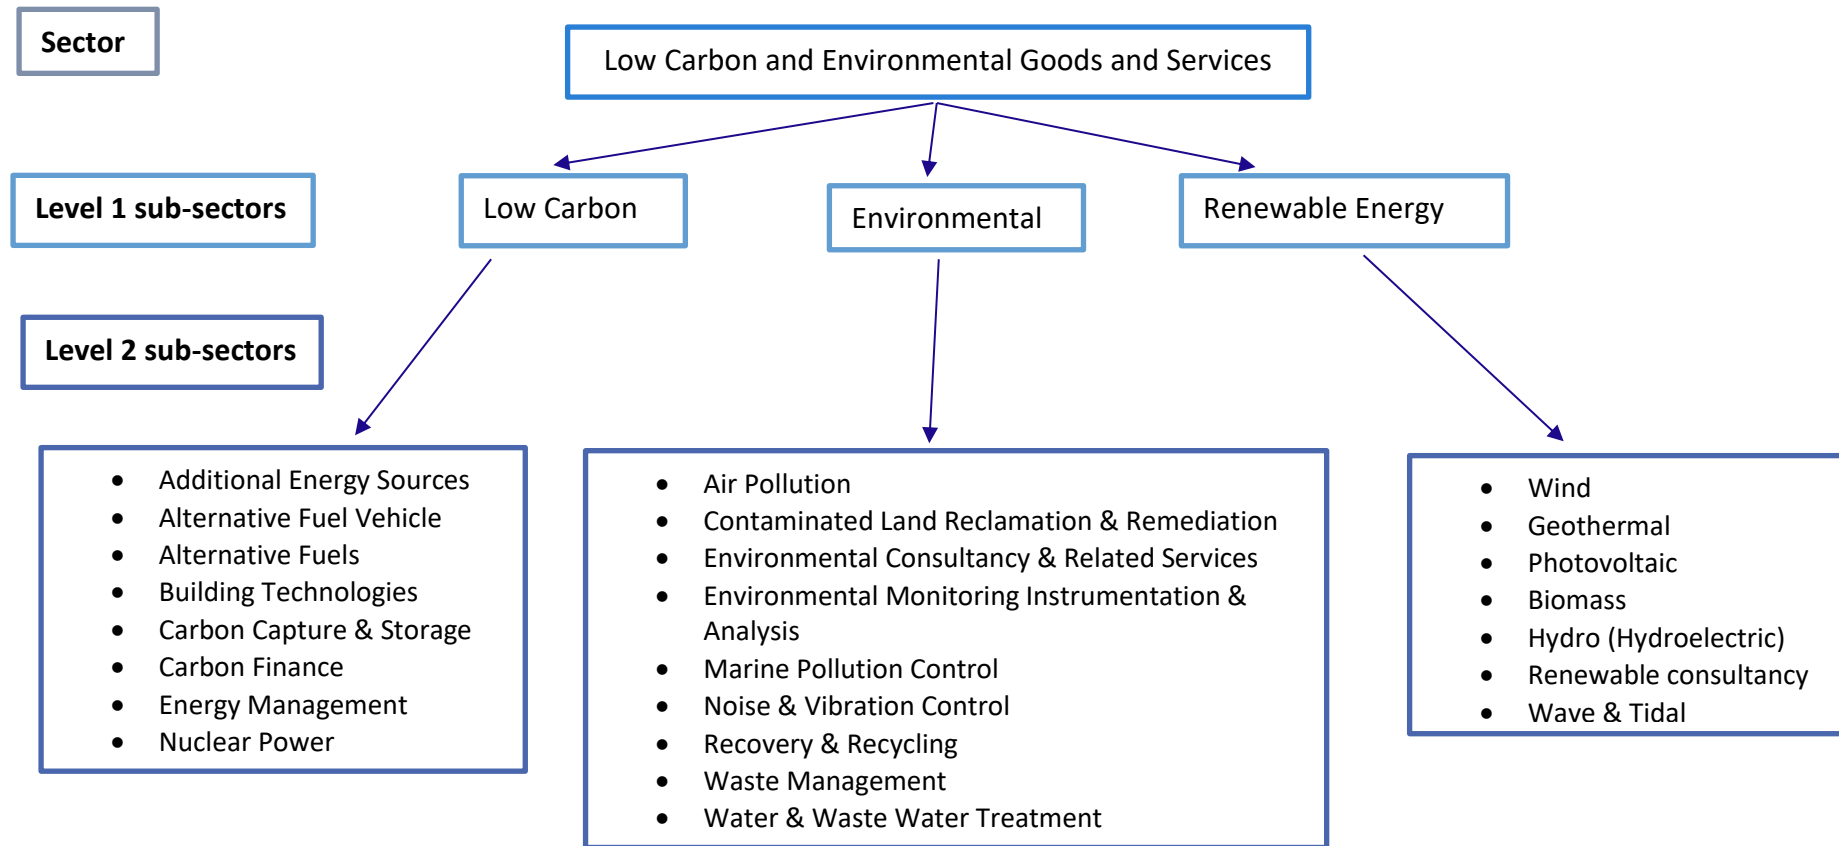 Sector
Low Carbon and Environmental Goods and Services
Level 1 sub-sectors
Low Carbon
Environmental
Renewable Energy
Level 2 sub-sectors
• Additional Energy Sources
• Alternative Fuel Vehicle
• Alternative Fuels
• Building Technologies
• Carbon Capture & Storage
• Carbon Finance
• Energy Management
• Nuclear Power
• Air Pollution
• Contaminated Land Reclamation & Remediation
• Environmental Consultancy & Related Services
• Environmental Monitoring Instrumentation &
Analysis
• Marine Pollution Control
• Noise & Vibration Control
• Recovery & Recycling
• Waste Management
• Water & Waste Water Treatment
• Wind
• Geothermal
• Photovoltaic
• Biomass
• Hydro (Hydroelectric)
• Renewable consultancy
• Wave & Tidal